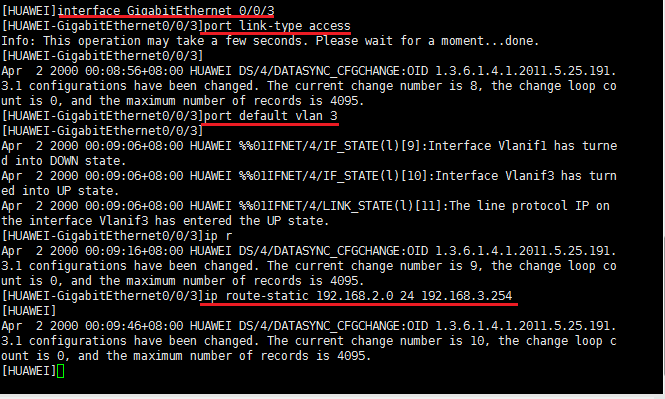 [HUAWEI]interface GigabitEthernet 0/0/3
[HUAWEI-GigabitEthernet0/0/3]port link-type access
Info: This operation may take a few seconds. Please wait for a moment...done.
[HUAWEI-GigabitEthernet0/0/3]
Apr  2 2000 00:08:56+08:00 HUAWEI DS/4/DATASYNC_CFGCHANGE:OID 1.3.6.1.4.1.2011.5.25.191.
3.1 configurations have been changed. The current change number is 8, the change loop co
unt is 0, and the maximum number of records is 4095.
[HUAWEI-GigabitEthernet0/0/3]port default vlan 3
[HUAWEI-GigabitEthernet0/0/3]
Apr  2 2000 00:09:06+08:00 HUAWEI %%01IFNET/4/IF_STATE(l)[9]:Interface Vlanif1 has turne
d into DOWN state.
Apr  2 2000 00:09:06+08:00 HUAWEI %%01IFNET/4/IF_STATE(l)[10]:Interface Vlanif3 has turn
ed into UP state.
Apr  2 2000 00:09:06+08:00 HUAWEI %%01IFNET/4/LINK_STATE(l)[11]:The line protocol IP on
the interface Vlanif3 has entered the UP state.
[HUAWEI-GigabitEthernet0/0/3]ip r
Apr  2 2000 00:09:16+08:00 HUAWEI DS/4/DATASYNC_CFGCHANGE:OID 1.3.6.1.4.1.2011.5.25.191.
3.1 configurations have been changed. The current change number is 9, the change loop co
unt is 0, and the maximum number of records is 4095.
[HUAWEI-GigabitEthernet0/0/3]ip route-static 192.168.2.0 24 192.168.3.254
[HUAWEI]
Apr  2 2000 00:09:46+08:00 HUAWEI DS/4/DATASYNC_CFGCHANGE:OID 1.3.6.1.4.1.2011.5.25.191.
3.1 configurations have been changed. The current change number is 10, the change loop c
ount is 0, and the maximum number of records is 4095.
[HUAWEI]